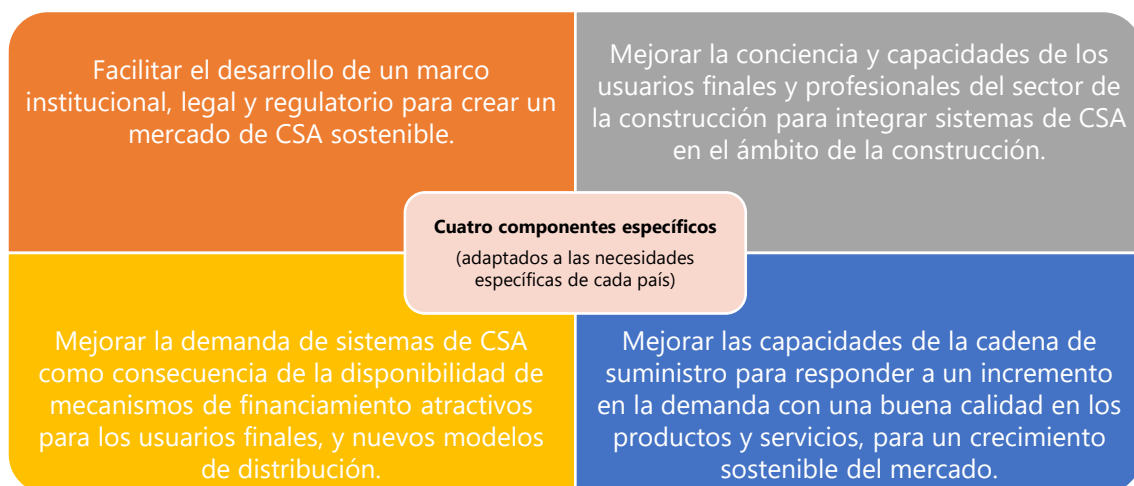 Facilitar el desarrollo de un marco
institucional, legal y regulatorio para crear un
mercado de CSA sostenible.
Mejorar la conciencia y capacidades de los
usuarios finales y profesionales del sector de
la construcción para integrar sistemas de CSA
en el ámbito de la construcción.
Cuatro componentes específicos
(adaptados a las necesidades
específicas de cada país)
Mejorar la demanda de sistemas de CSA
como consecuencia de la disponibilidad de
mecanismos de financiamiento atractivos
para los usuarios finales, y nuevos modelos
de distribución.
Mejorar las capacidades de la cadena de
suministro para responder a un incremento
en la demanda con una buena calidad en los
productos y servicios, para un crecimiento
sostenible del mercado.